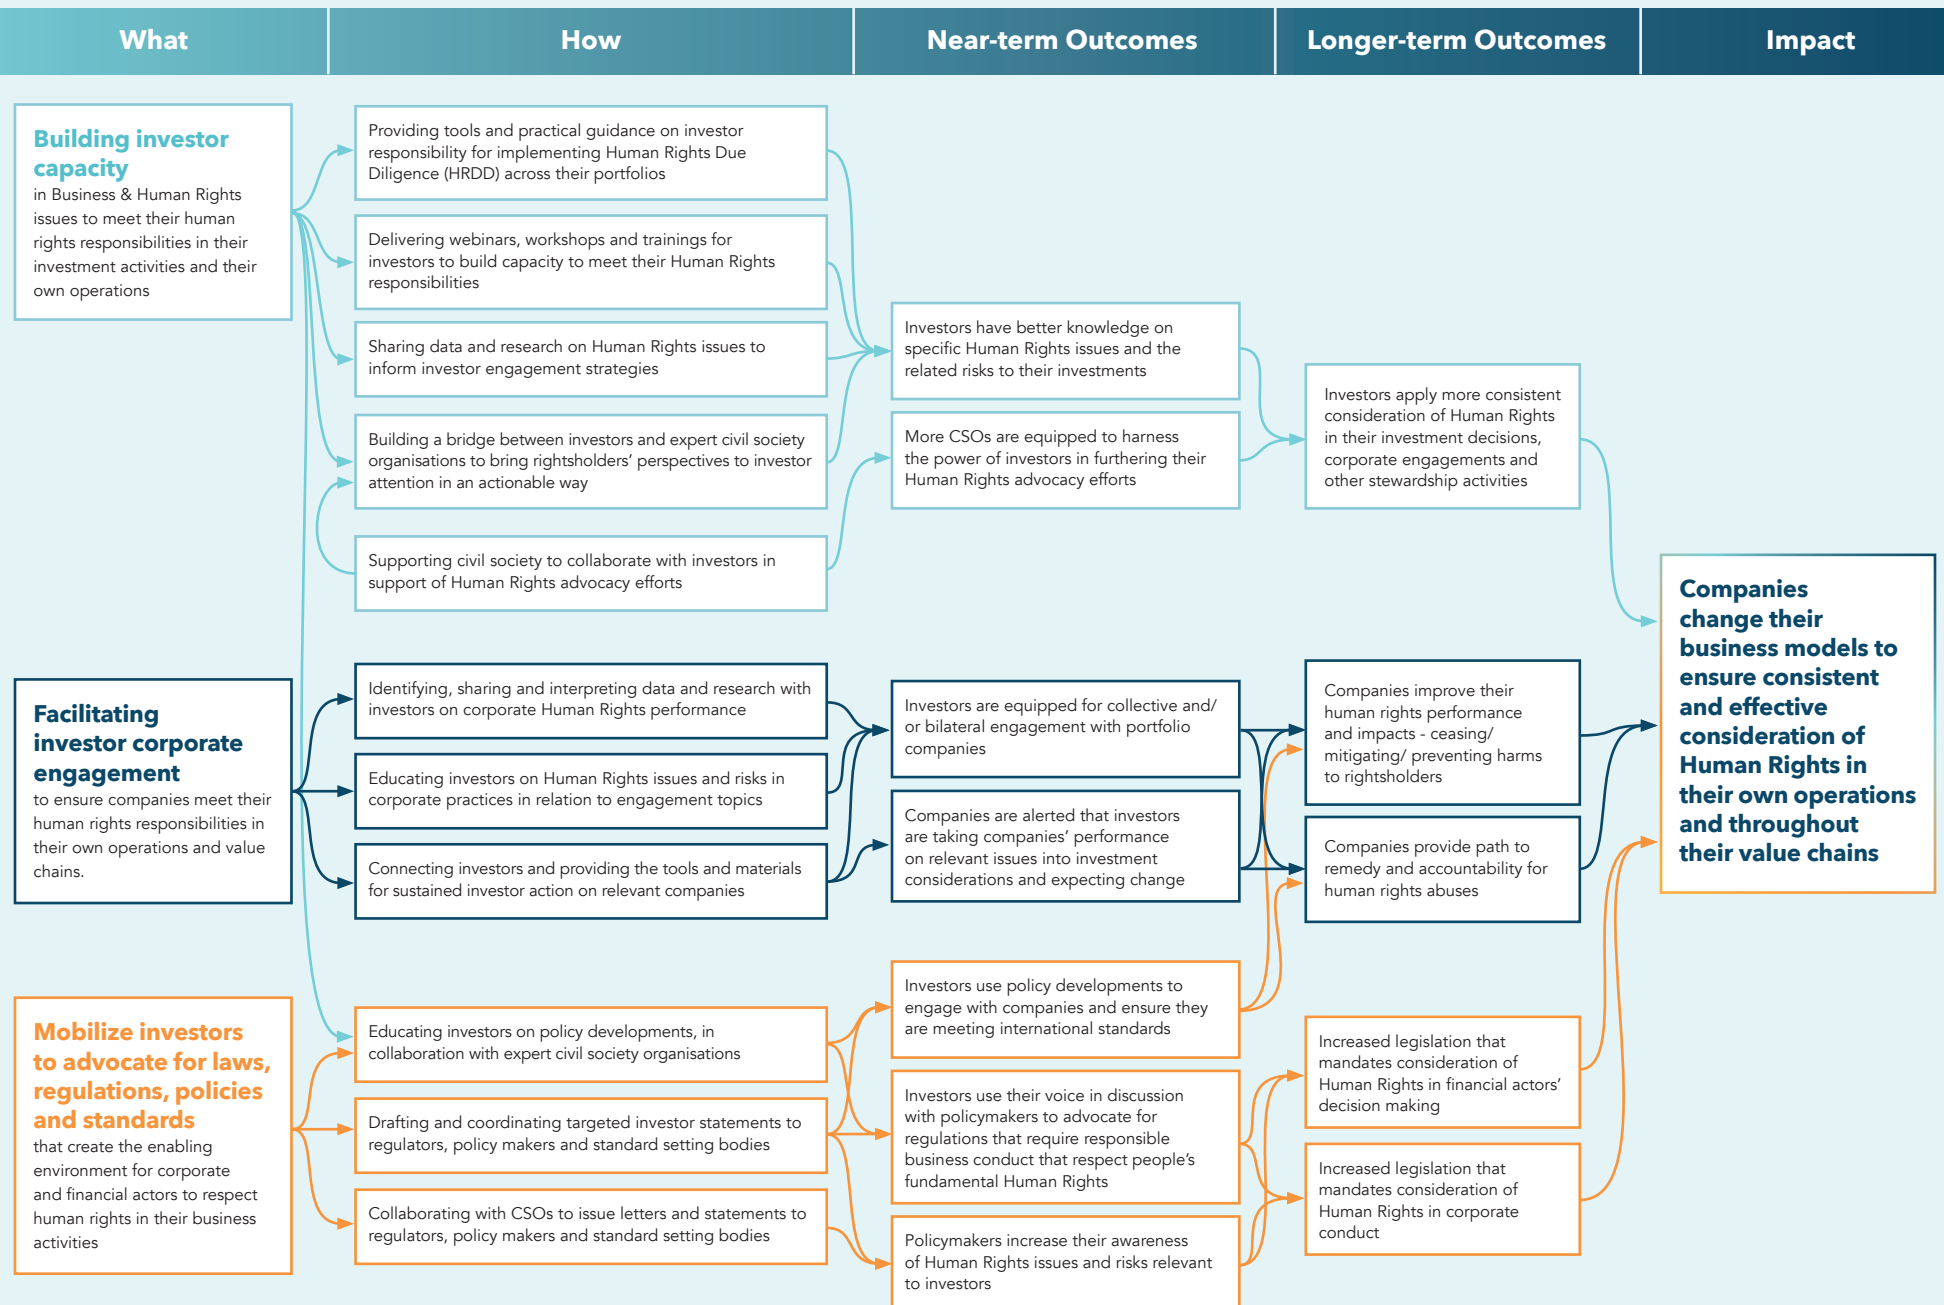 What
How
Near-term Outcomes
Longer-term Outcomes
Impact
Building investor
capacity
in Business & Human Rights
issues to meet their human
rights responsibilities in their
investment activities and their
own operations
Providing tools and practical guidance on investor
responsibility for implementing Human Rights Due
Diligence (HRDD) across their portfolios
Delivering webinars, workshops and trainings for
investors to build capacity to meet their Human Rights
responsibilities
Sharing data and research on Human Rights issues to
inform investor engagement strategies
Building a bridge between investors and expert civil society
organisations to bring rightsholders' perspectives to investor
attention in an actionable way
Supporting civil society to collaborate with investors in
support of Human Rights advocacy efforts
Investors have better knowledge on
specific Human Rights issues and the
related risks to their investments
More CSOs are equipped to harness
the power of investors in furthering their
Human Rights advocacy efforts
Investors apply more consistent
consideration of Human Rights
in their investment decisions,
corporate engagements and
other stewardship activities
Facilitating
investor corporate
engagement
to ensure companies meet their
human rights responsibilities in
their own operations and value
chains.
Identifying, sharing and interpreting data and research with
investors on corporate Human Rights performance
Educating investors on Human Rights issues and risks in
corporate practices in relation to engagement topics
Connecting investors and providing the tools and materials
for sustained investor action on relevant companies
Investors are equipped for collective and/
or bilateral engagement with portfolio
companies
Companies are alerted that investors
are taking companies' performance
on relevant issues into investment
considerations and expecting change
Companies improve their
human rights performance
and impacts - ceasing/
mitigating/ preventing harms
to rightsholders
Companies provide path to
remedy and accountability for
human rights abuses
Companies
change their
business models to
ensure consistent
and effective
consideration of
Human Rights in
their own operations
and throughout
their value chains
Mobilize investors
to advocate for laws,
regulations, policies
and standards
that create the enabling
environment for corporate
and financial actors to respect
human rights in their business
activities
Educating investors on policy developments, in
collaboration with expert civil society organisations
Drafting and coordinating targeted investor statements to
regulators, policy makers and standard setting bodies
Collaborating with CSOs to issue letters and statements to
regulators, policy makers and standard setting bodies
Investors use policy developments to
engage with companies and ensure they
are meeting international standards
Investors use their voice in discussion
with policymakers to advocate for
regulations that require responsible
business conduct that respect people's
fundamental Human Rights
Policymakers increase their awareness
of Human Rights issues and risks relevant
to investors
Increased legislation that
mandates consideration of
Human Rights in financial actors'
decision making
Increased legislation that
mandates consideration of
Human Rights in corporate
conduct